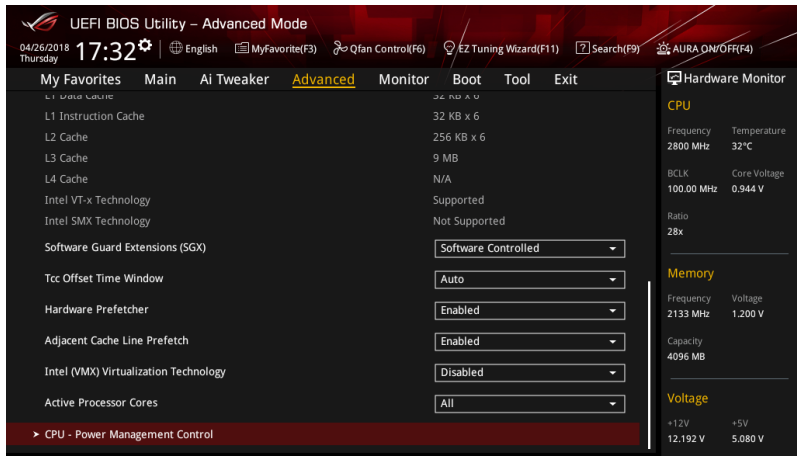 UEFI BIOS Utility – Advanced Mode
04/26/2018
Thursday
17:32
English
MyFavorite(F3)
Qfan Control(F6)
EZ Tuning Wizard(F11)
Search(F9)
AURA ON/OFF(F4)
My Favorites Main Ai Tweaker Advanced Monitor Boot Tool Exit
L1 Data Cache 32 KB x 6
L1 Instruction Cache 32 KB x 6
L2 Cache 256 KB x 6
L3 Cache 9 MB
L4 Cache N/A
Intel VT-x Technology Supported
Intel SMX Technology Not Supported
Software Guard Extensions (SGX) Software Controlled
Tcc Offset Time Window Auto
Hardware Prefetcher Enabled
Adjacent Cache Line Prefetch Enabled
Intel (VMX) Virtualization Technology Disabled
Active Processor Cores All
CPU - Power Management Control
Hardware Monitor
CPU
Frequency Temperature
2800 MHz 32°C
BCLK Core Voltage
100.00 MHz 0.944 V
Ratio
28x
Memory
Frequency Voltage
2133 MHz 1.200 V
Capacity
4096 MB
Voltage
+12V +5V
12.192 V 5.080 V